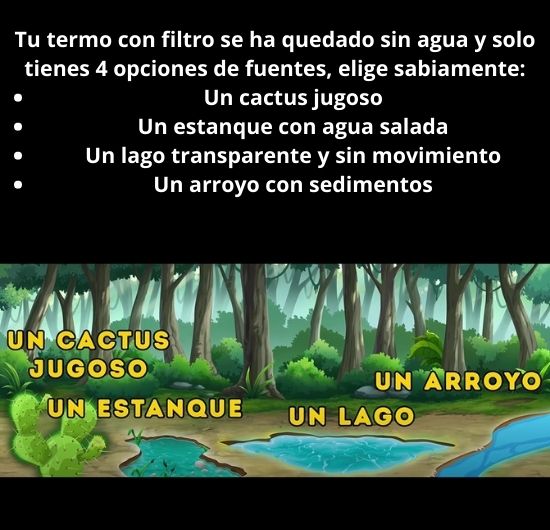 Tu termo con filtro se ha quedado sin agua y solo
tienes 4 opciones de fuentes, elige sabiamente:
• Un cactus jugoso
• Un estanque con agua salada
• Un lago transparente y sin movimiento
• Un arroyo con sedimentos
UN CACTUS
JUGOSO
UN ESTANQUE
UN LAGO
UN ARROYO